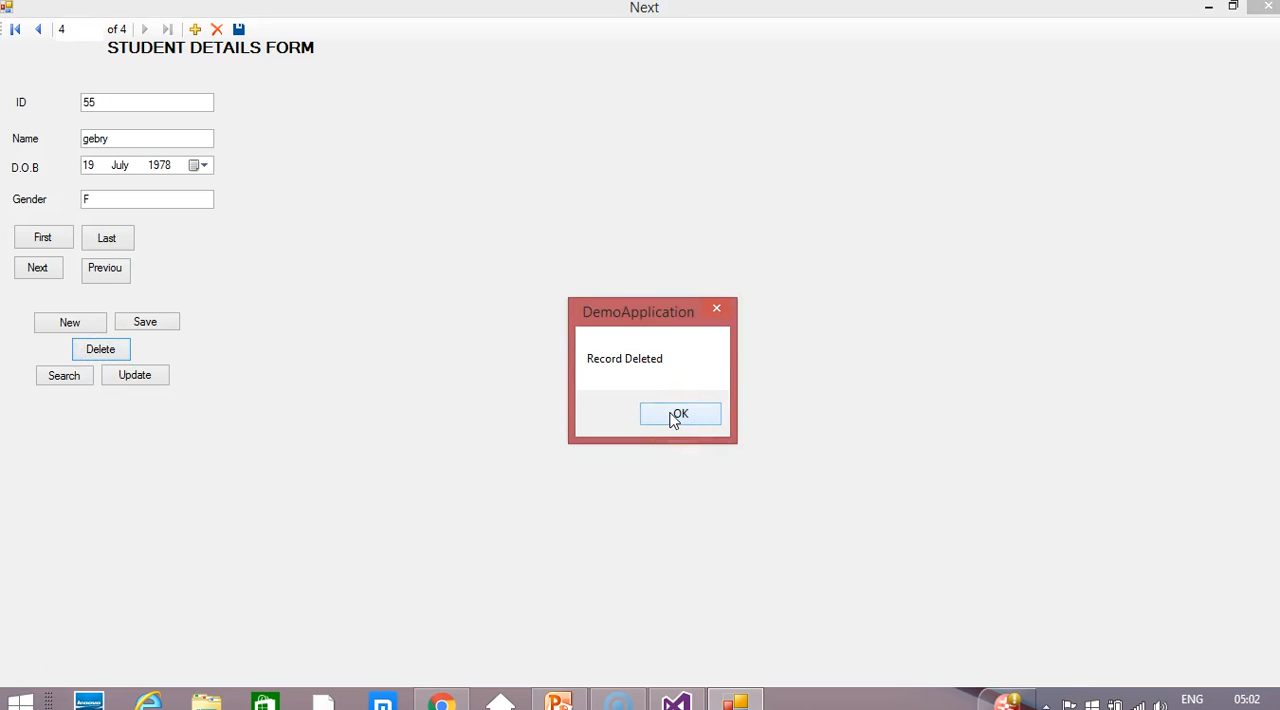 Next
4 of 4
STUDENT DETAILS FORM
ID 55
Name gebry
D.O.B 19 July 1978
Gender F
First Last
Next Previou
DemoApplication
Record Deleted
OK
New Save
Delete
Search Update
lenovo
ENG 05:02